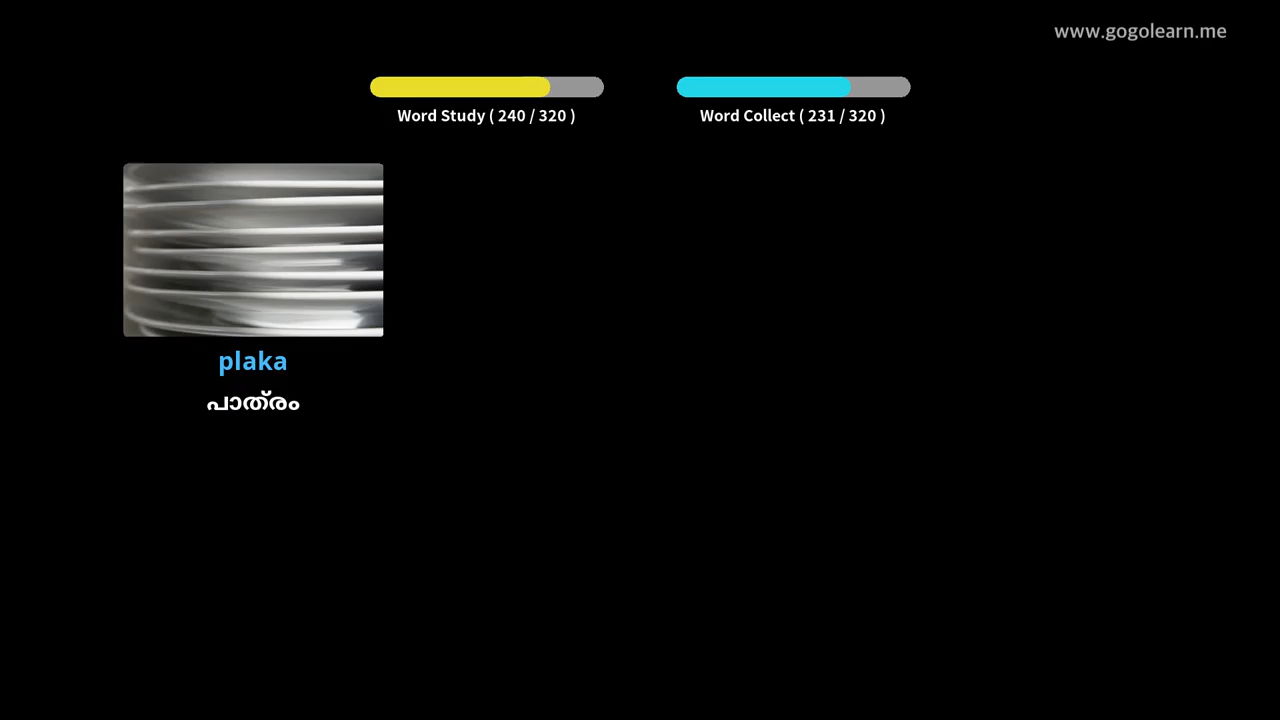 www.gogolearn.me
Word Study ( 240 / 320 )
Word Collect ( 231 / 320 )
plaka
പാത്രം